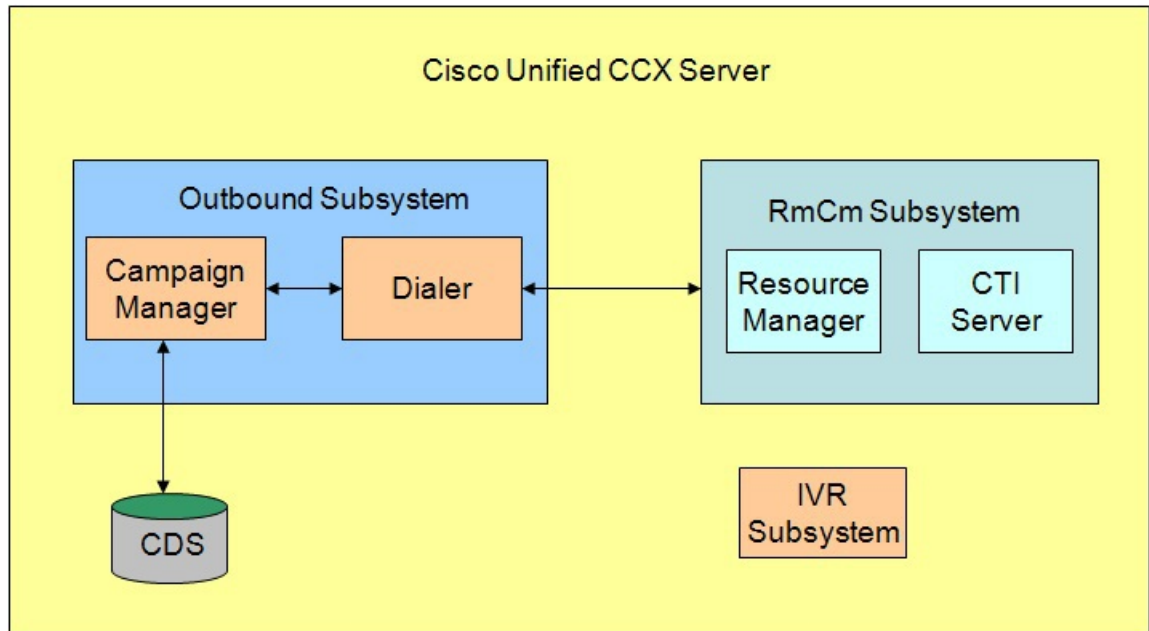 Cisco Unified CCX Server
Outbound Subsystem
Campaign
Manager
Dialer
RmCm Subsystem
Resource
Manager
CTI
Server
CDS
IVR
Subsystem